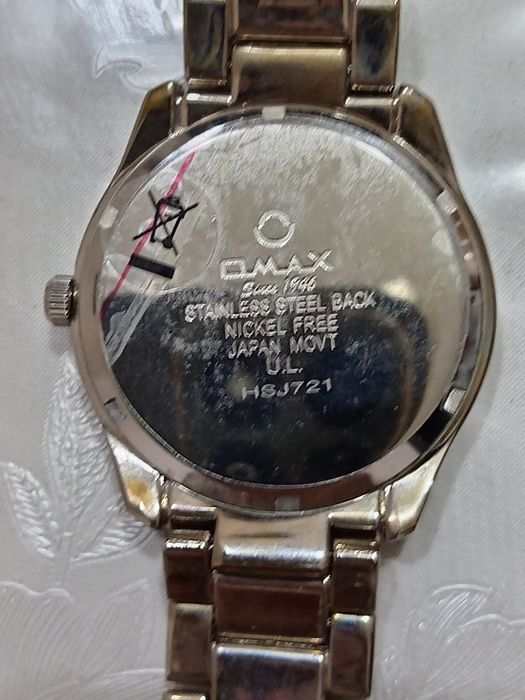 OMAX
Since 1946
STAINLESS STEEL BACK
NICKEL FREE
JAPAN MOVT
U.L.
HSJ721